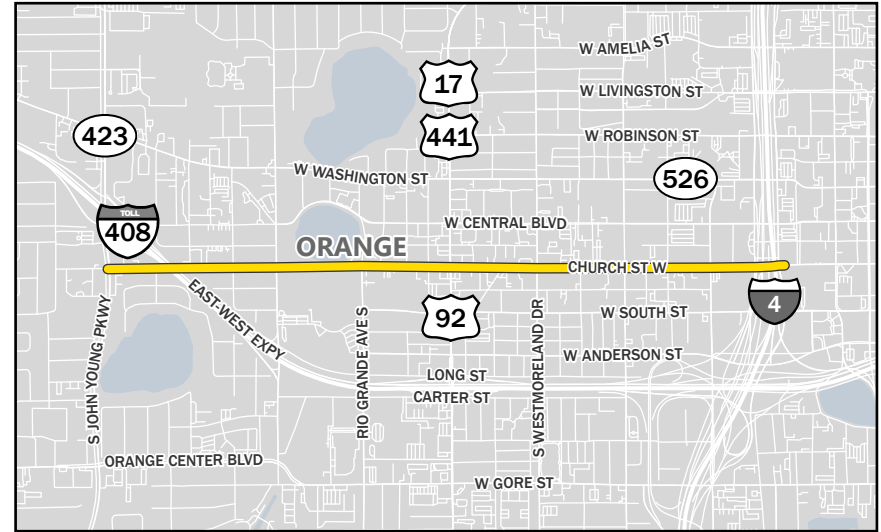 W AMELIA ST
17
W LIVINGSTON ST
423
441
W ROBINSON ST
W WASHINGTON ST
526
TOLL
408
W CENTRAL BLVD
ORANGE
CHURCH ST W
EAST-WEST EXPY
S JOHN YOUNG PKWY
RIO GRANDE AVE S
92
S WESTMORELAND DR
W SOUTH ST
4
W ANDERSON ST
LONG ST
CARTER ST
ORANGE CENTER BLVD
W GORE ST